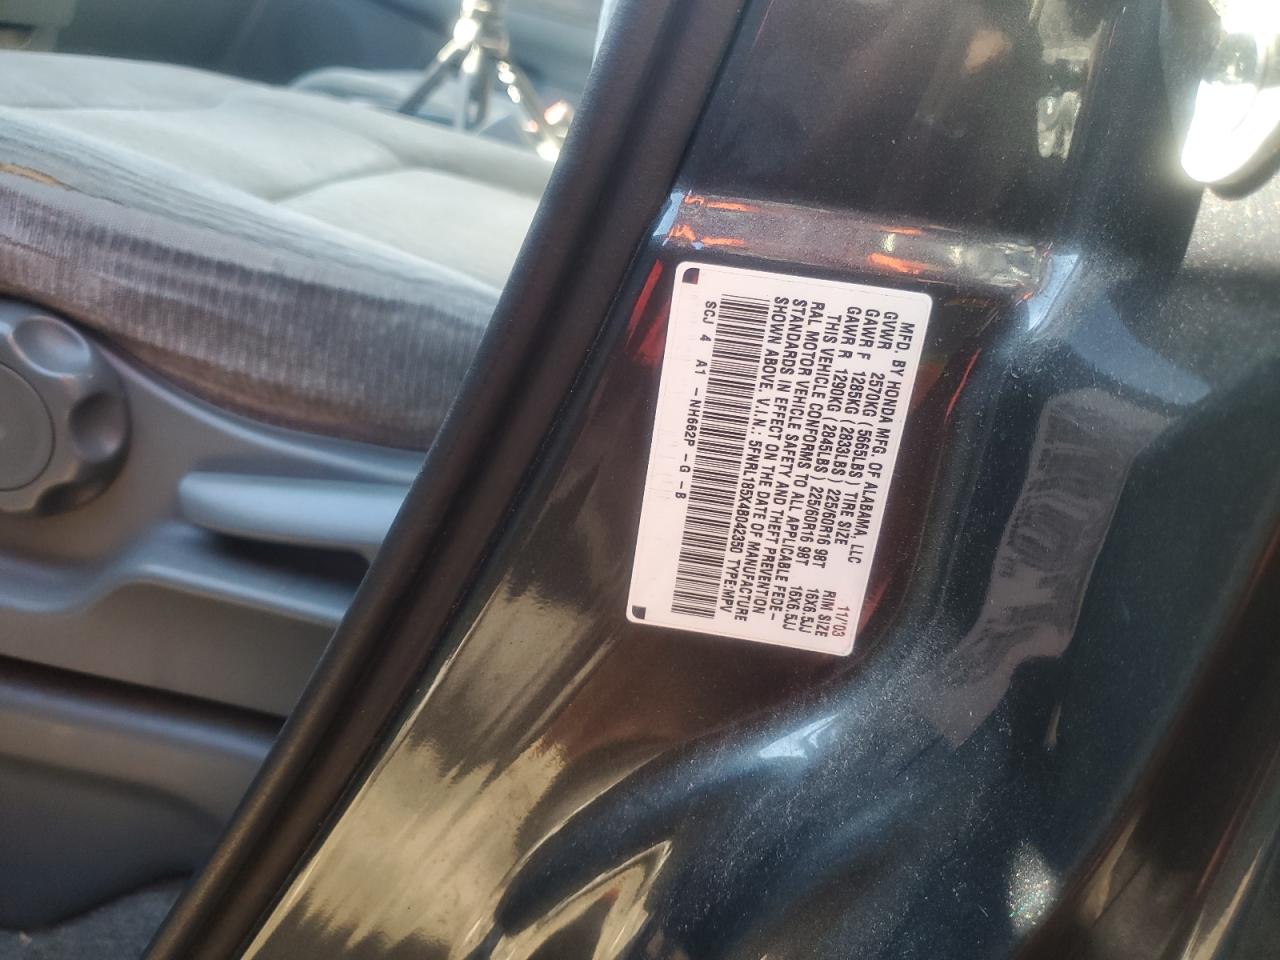 MFD. BY HONDA MFG. OF ALABAMA, LLC 11/'03
GVWR 2570KG (5665LBS) TIRE SIZE RIM SIZE
GAWR F 1285KG (2833LBS) 225/60R16 98T 16X6.5JJ
GAWR R 1290KG (2845LBS) 225/60R16 98T 16X6.5JJ
THIS VEHICLE CONFORMS TO ALL APPLICABLE FEDE-
RAL MOTOR VEHICLE SAFETY AND THEFT PREVENTION
STANDARDS IN EFFECT ON THE DATE OF MANUFACTURE
SHOWN ABOVE. V.I.N.: 5FNRL185X4B042350 TYPE:MPV
SCJ 4 A1 -NH662P -G-B